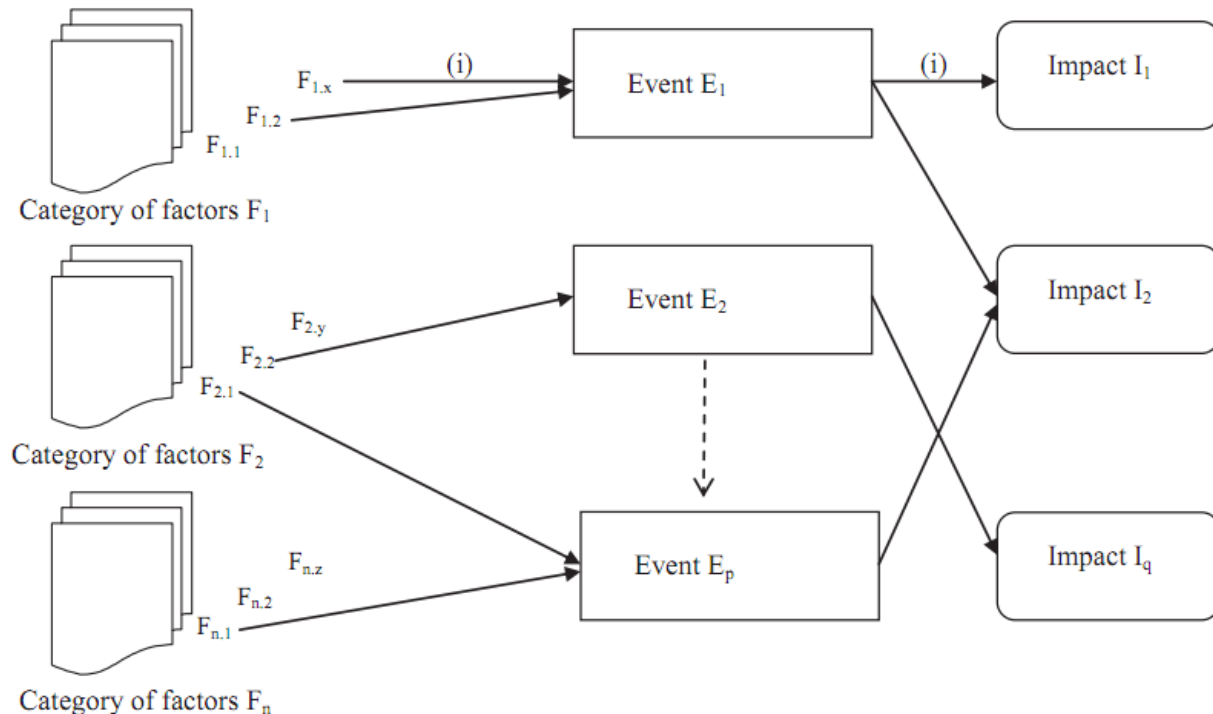 (i)
(i)
F1.x
Event E1
Impact I1
F1.2
F1.1
Category of factors F1
F2.y
Event E2
Impact I2
F2.2
F2.1
Category of factors F2
Fn.z
Event Ep
Impact Iq
Fn.2
Fn.1
Category of factors Fn